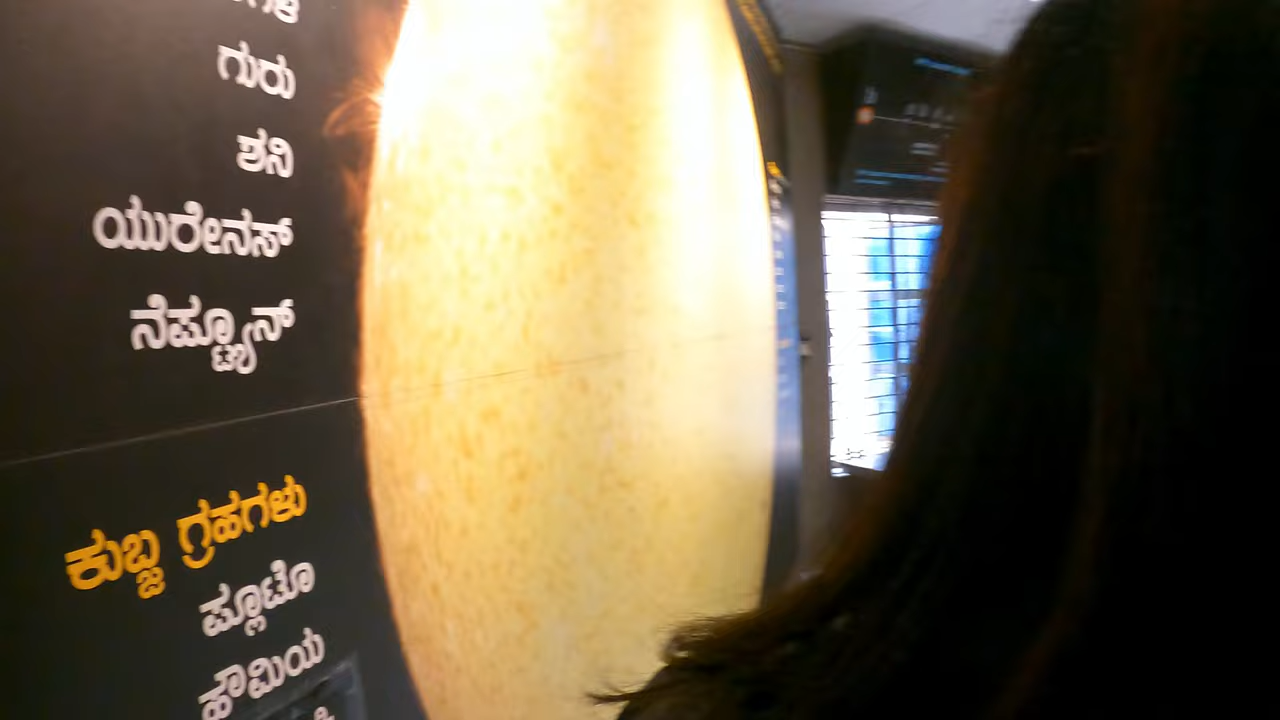 ಗುರು
ಶನಿ
ಯುರೇನಸ್
ನೆಪ್ಚ್ಯೂನ್
ಕುಬ್ಜ ಗ್ರಹಗಳು
ಪ್ಲೂಟೊ
ಹೌಮಿಯ